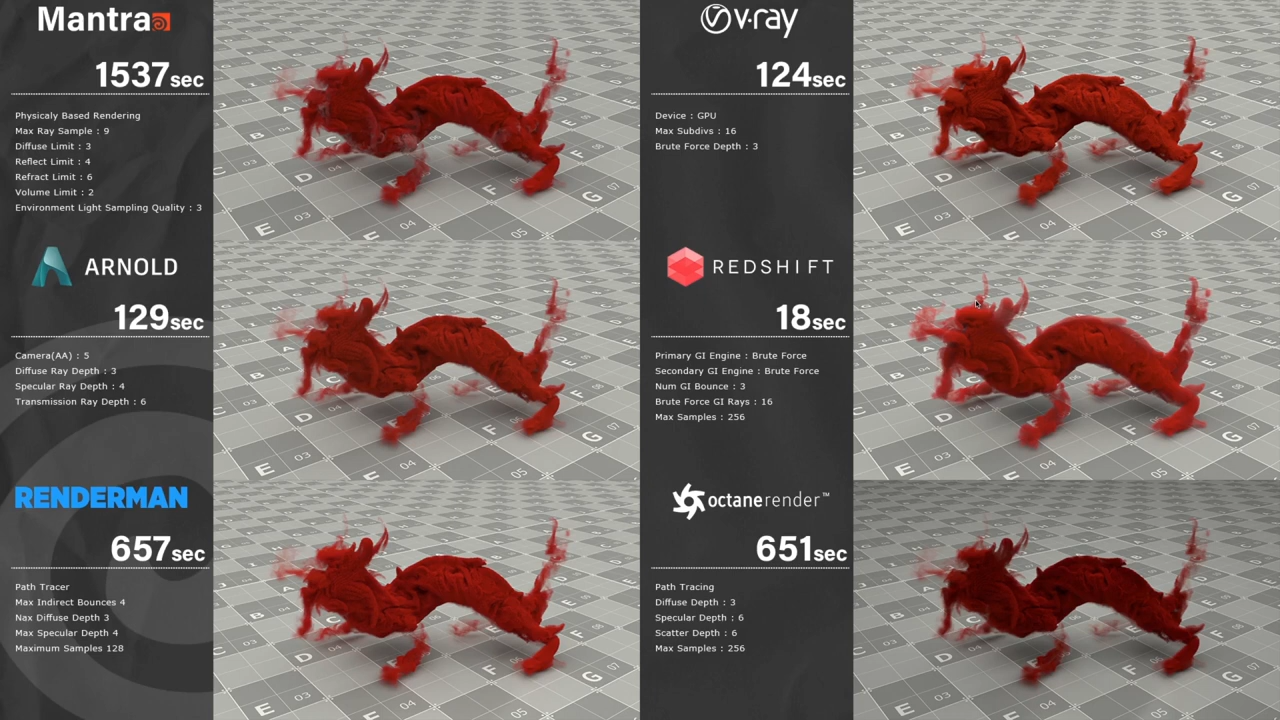 Mantra
1537sec
Physicaly Based Rendering
Max Ray Sample : 9
Diffuse Limit : 3
Reflect Limit : 4
Refract Limit : 6
Volume Limit : 2
Environment Light Sampling Quality : 3
v·ray
124sec
Device : GPU
Max Subdivs : 16
Brute Force Depth : 3
ARNOLD
129sec
Camera(AA) : 5
Diffuse Ray Depth : 3
Specular Ray Depth : 4
Transmission Ray Depth : 6
REDSHIFT
18sec
Primary GI Engine : Brute Force
Secondary GI Engine : Brute Force
Num GI Bounce : 3
Brute Force GI Rays : 16
Max Samples : 256
RENDERMAN
657sec
Path Tracer
Max Indirect Bounces 4
Nax Diffuse Depth 3
Max Specular Depth 4
Maximum Samples 128
octanerender™
651sec
Path Tracing
Diffuse Depth : 3
Specular Depth : 6
Scatter Depth : 6
Max Samples : 256